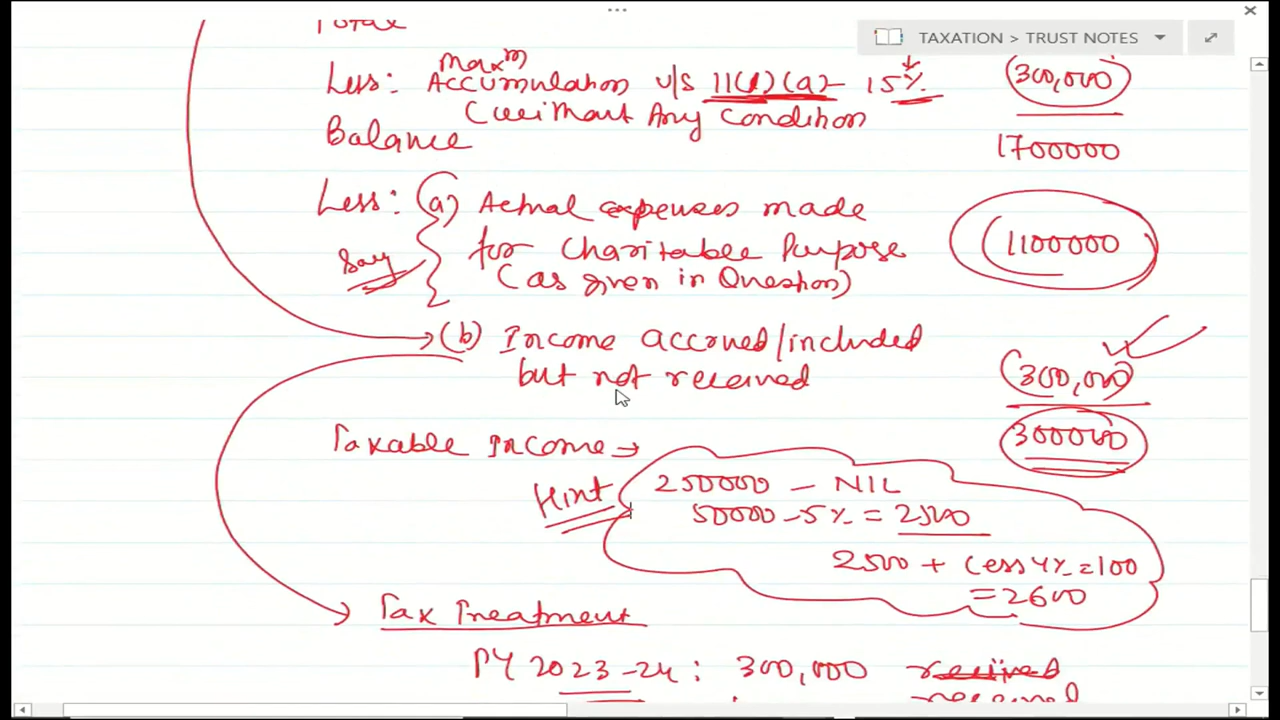 TAXATION > TRUST NOTES
Total
Less: Maxm Accumulation u/s 11(1)(a) - 15% (300,000)
(without Any Condition
Balance 1700000
Less: (a) Actual expenses made
for Charitable Purpose (1100000
Say (as given in Question)
(b) Income accrued/included
but not received (300,000)
Taxable Income → 300000
Hint 250000 - NIL
50000 - 5% = 2500
2500 + Cess 4% = 100
= 2600
Tax Treatment
PY 2023-24: 300,000 received
received